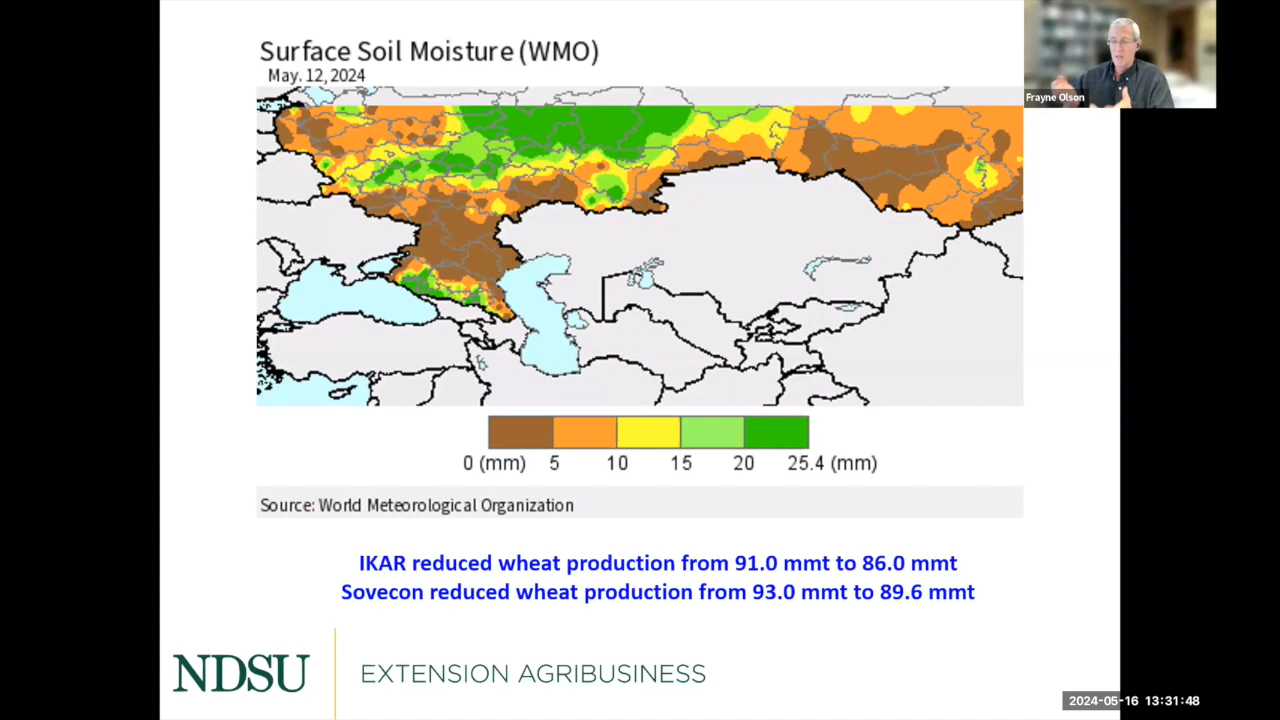 Surface Soil Moisture (WMO)
May. 12, 2024
Frayne Olson
0 (mm) 5 10 15 20 25.4 (mm)
Source: World Meteorological Organization
IKAR reduced wheat production from 91.0 mmt to 86.0 mmt
Sovecon reduced wheat production from 93.0 mmt to 89.6 mmt
NDSU EXTENSION AGRIBUSINESS
2024-05-16 13:31:48